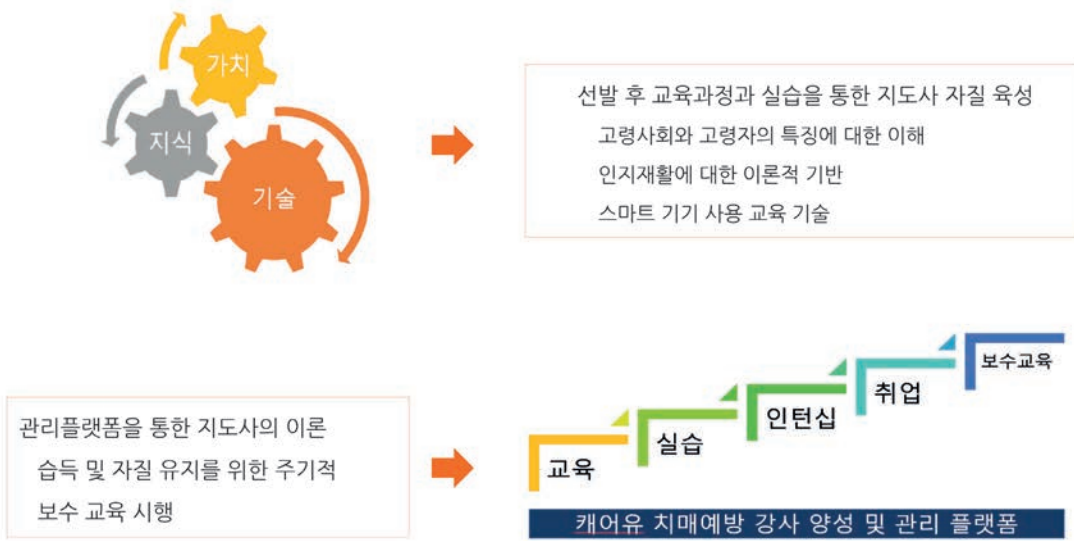 가치
지식
기술
선발 후 교육과정과 실습을 통한 지도사 자질 육성
고령사회와 고령자의 특징에 대한 이해
인지재활에 대한 이론적 기반
스마트 기기 사용 교육 기술
관리플랫폼을 통한 지도사의 이론
습득 및 자질 유지를 위한 주기적
보수 교육 시행
교육
실습
인턴십
취업
보수교육
캐어유 치매예방 강사 양성 및 관리 플랫폼